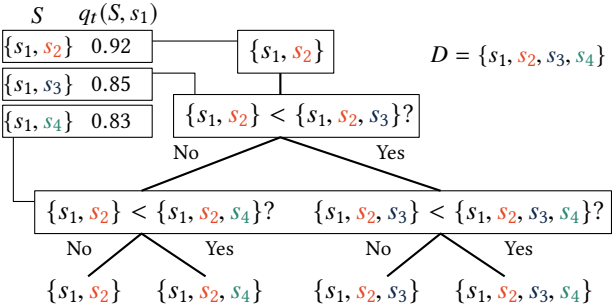 S q_t(S, s_1)
{s_1, s_2} 0.92
{s_1, s_2}
D = {s_1, s_2, s_3, s_4}
{s_1, s_3} 0.85
{s_1, s_4} 0.83
{s_1, s_2} < {s_1, s_2, s_3}?
No Yes
{s_1, s_2} < {s_1, s_2, s_4}? {s_1, s_2, s_3} < {s_1, s_2, s_3, s_4}?
No Yes No Yes
{s_1, s_2} {s_1, s_2, s_4} {s_1, s_2, s_3} {s_1, s_2, s_3, s_4}